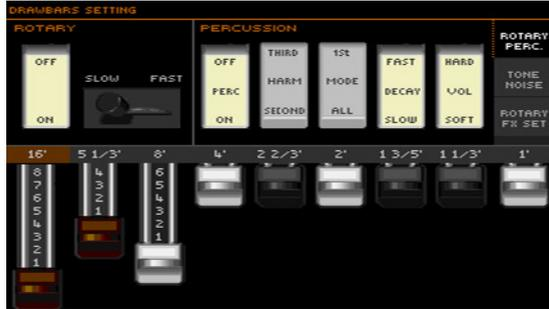 DRAWBARS SETTING
ROTARY
PERCUSSION
ROTARY
PERC.
OFF
ON
SLOW FAST
OFF
PERC
ON
THIRD
HARM
SECOND
1St
MODE
ALL
FAST
DECAY
SLOW
HARD
VOL
SOFT
TONE
NOISE
ROTARY
FX SET
16' 5 1/3' 8' 4' 2 2/3' 2' 1 3/5' 1 1/3' 1'
8
7
6
5
4
3
2
1
4
3
2
1
6
5
4
3
2
1